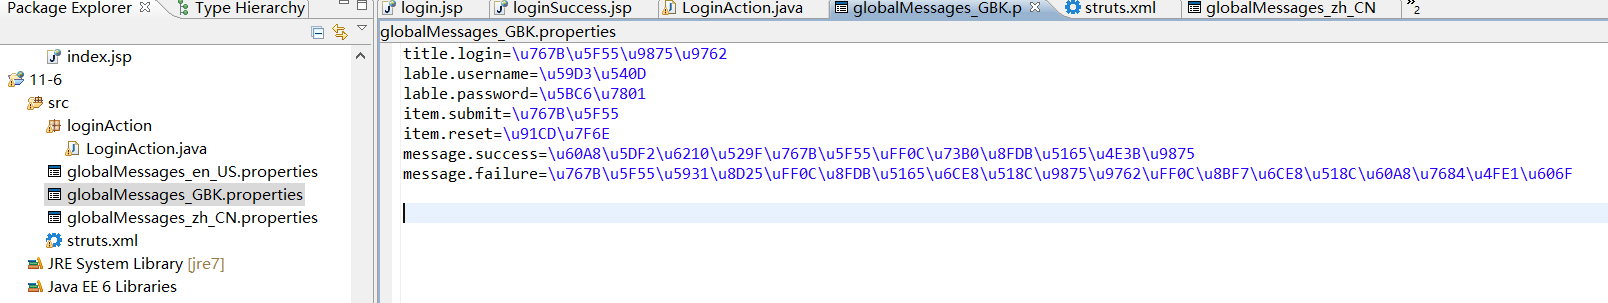 Package Explorer
Type Hierarchy
login.jsp
loginSuccess.jsp
LoginAction.java
globalMessages_GBK.p
struts.xml
globalMessages_zh_CN
»2
index.jsp
11-6
src
loginAction
LoginAction.java
globalMessages_en_US.properties
globalMessages_GBK.properties
globalMessages_zh_CN.properties
struts.xml
JRE System Library [jre7]
Java EE 6 Libraries
globalMessages_GBK.properties
title.login=\u767B\u5F55\u9875\u9762
lable.username=\u59D3\u540D
lable.password=\u5BC6\u7801
item.submit=\u767B\u5F55
item.reset=\u91CD\u7F6E
message.success=\u60A8\u5DF2\u6210\u529F\u767B\u5F55\uFF0C\u73B0\u8FDB\u5165\u4E3B\u9875
message.failure=\u767B\u5F55\u5931\u8D25\uFF0C\u8FDB\u5165\u6CE8\u518C\u9875\u9762\uFF0C\u8BF7\u6CE8\u518C\u60A8\u7684\u4FE1\u606F